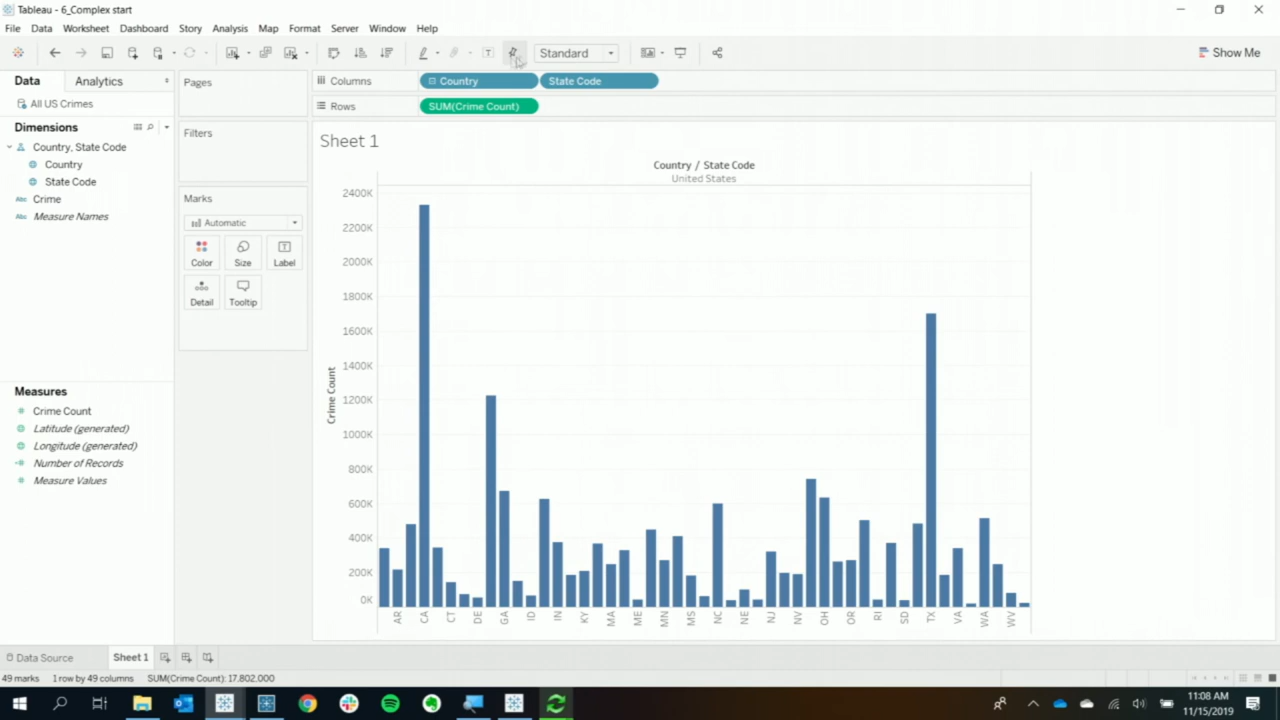 Tableau - 6_Complex start
File Data Worksheet Dashboard Story Analysis Map Format Server Window Help
Standard
Show Me
Data Analytics
All US Crimes
Dimensions
Country, State Code
Country
State Code
Abc Crime
Abc Measure Names
Measures
# Crime Count
Latitude (generated)
Longitude (generated)
Number of Records
# Measure Values
Pages
Filters
Marks
Automatic
Color Size Label
Detail Tooltip
Columns Country State Code
Rows SUM(Crime Count)
Sheet 1
Country / State Code
United States
2400K
2200K
2000K
1800K
1600K
1400K
1200K
1000K
800K
600K
400K
200K
0K
Crime Count
AR CA CT DE GA ID IN KY MA ME MN MS NC NE NJ NV OH OR RI SD TX VA WA WV
Data Source Sheet 1
49 marks 1 row by 49 columns SUM(Crime Count): 17,802,000
11:08 AM
11/15/2019